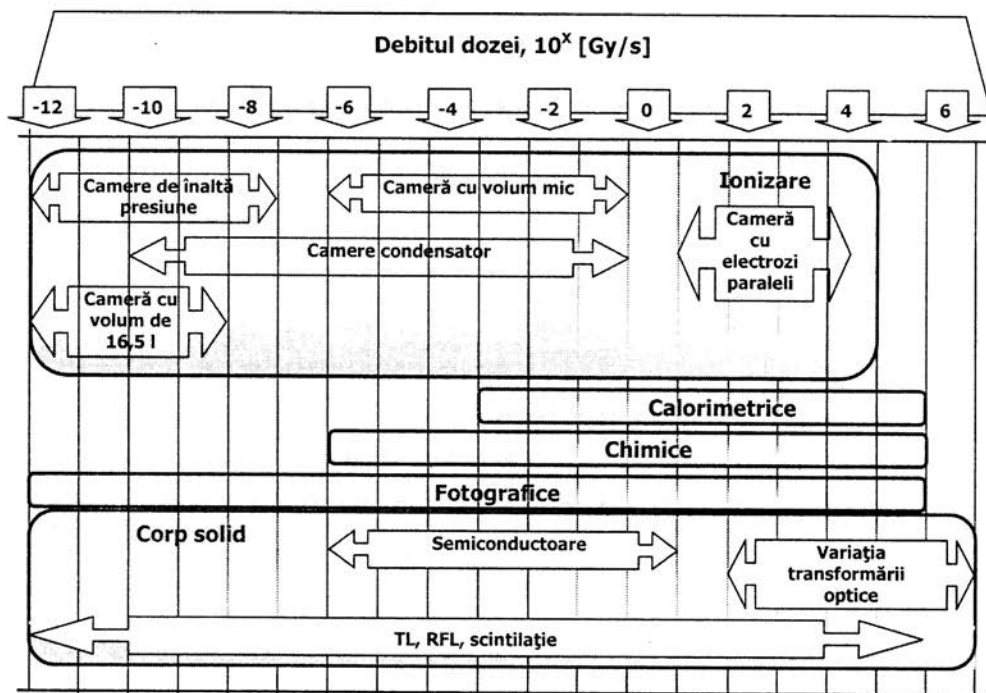 Debitul dozei, 10^x [Gy/s]
-12 -10 -8 -6 -4 -2 0 2 4 6
Camere de înaltă
presiune
Cameră cu volum mic
Ionizare
Camere condensator
Cameră
cu
electrozi
paraleli
Cameră cu
volum de
16,5 l
Calorimetrice
Chimice
Fotografice
Corp solid
Semiconductoare
Variaţia
transformării
optice
TL, RFL, scintilaţie